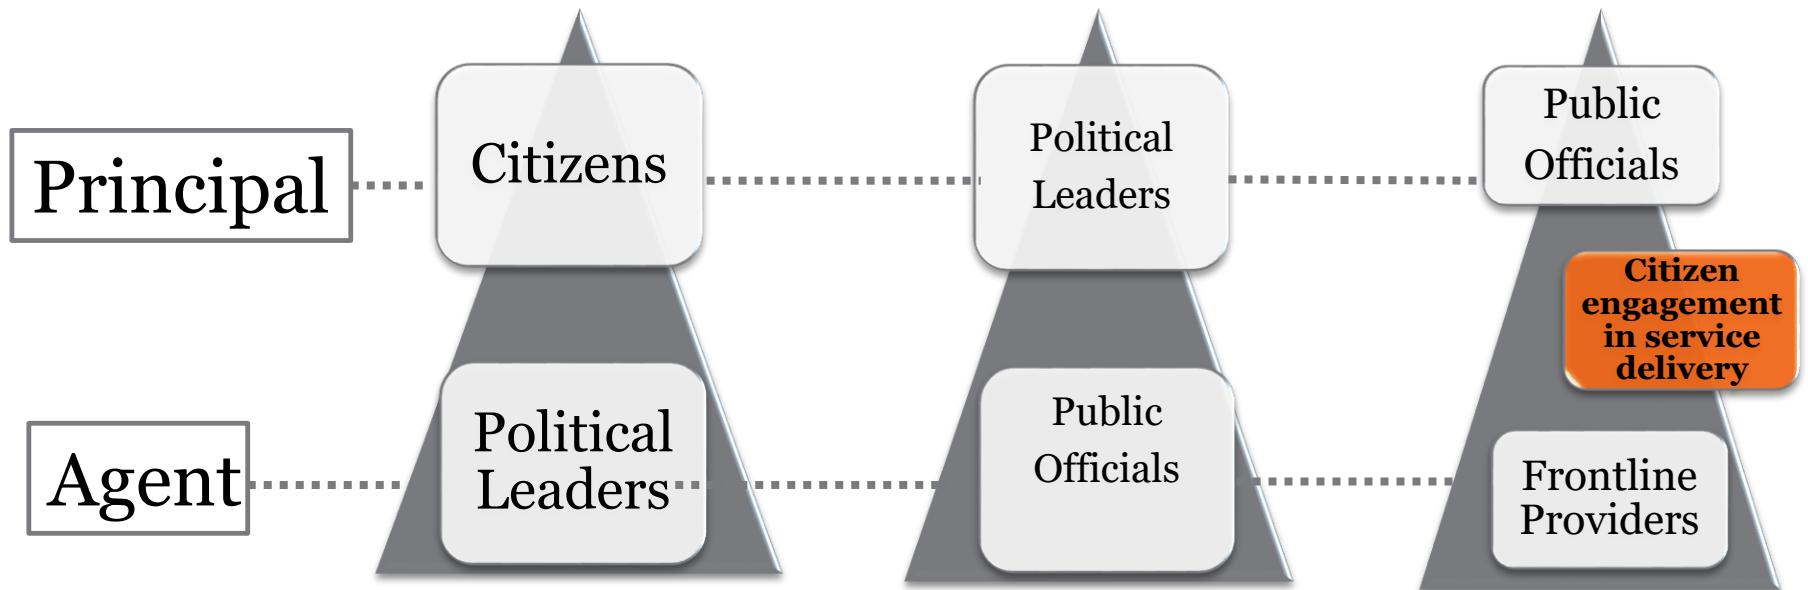 Principal
Citizens
Political
Leaders
Public
Officials
Citizen
engagement
in service
delivery
Agent
Political
Leaders
Public
Officials
Frontline
Providers